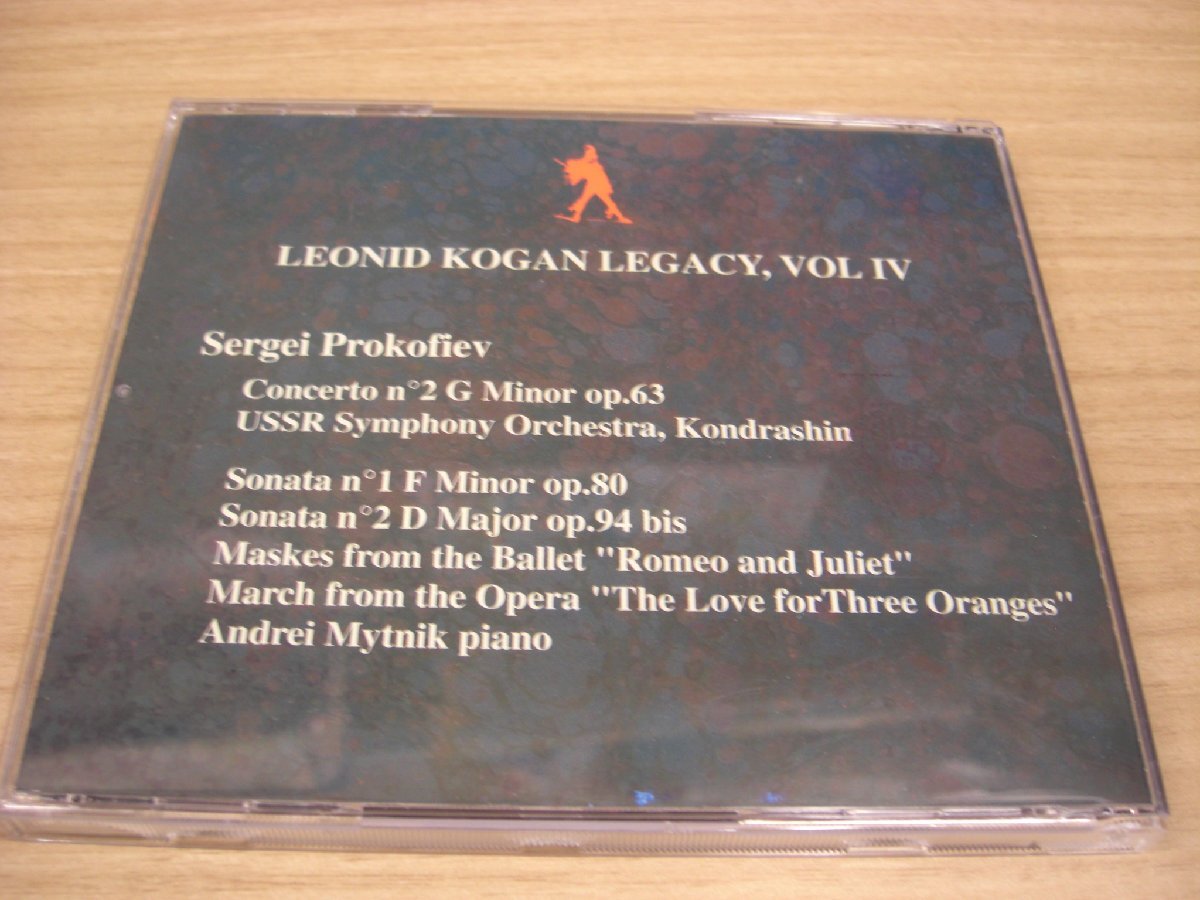 LEONID KOGAN LEGACY, VOL IV
Sergei Prokofiev
Concerto n°2 G Minor op.63
USSR Symphony Orchestra, Kondrashin
Sonata n°1 F Minor op.80
Sonata n°2 D Major op.94 bis
Maskes from the Ballet "Romeo and Juliet"
March from the Opera "The Love forThree Oranges"
Andrei Mytnik piano